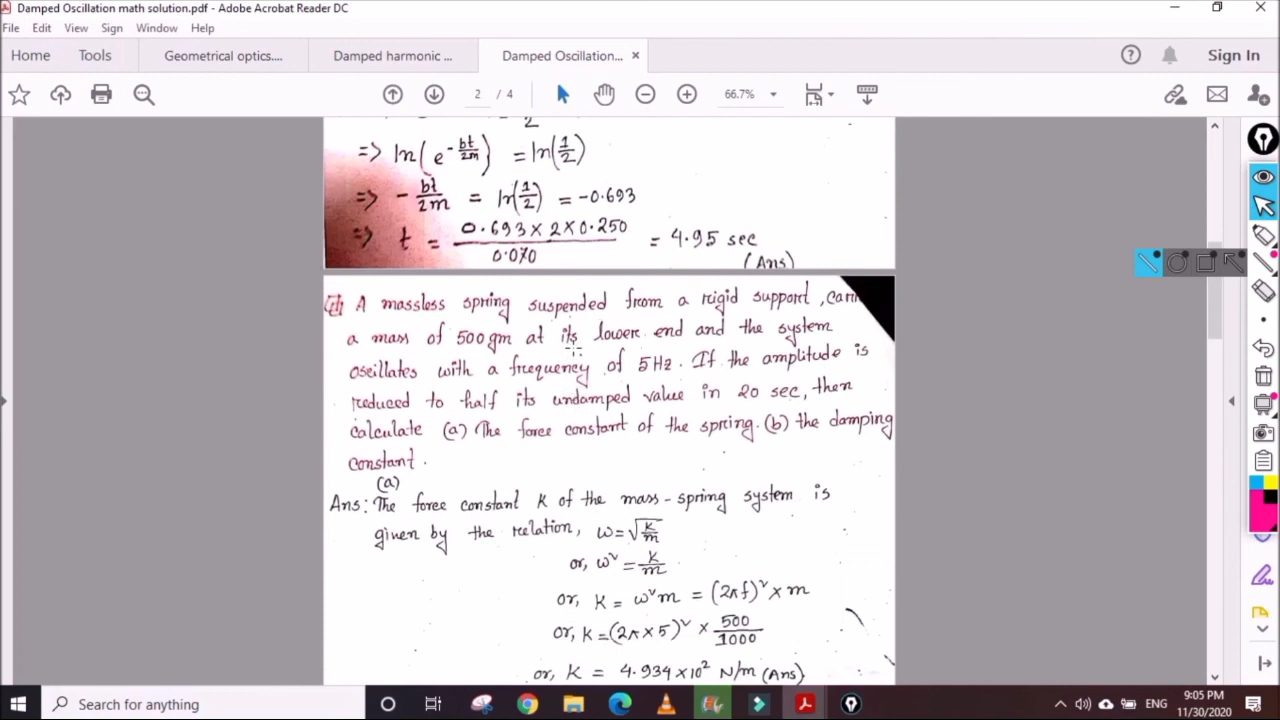 Damped Oscillation math solution.pdf - Adobe Acrobat Reader DC
File Edit View Sign Window Help
Home Tools Geometrical optics.... Damped harmonic ... Damped Oscillation... × Sign In
2 / 4 66.7%
2
=> ln(e^{-bt/2m}) = ln(1/2)
=> -bt/2m = ln(1/2) = -0.693
=> t = 0.693 × 2 × 0.250 / 0.070 = 4.95 sec
(Ans)
A massless spring suspended from a rigid support,
a mass of 500 gm at its lower end and the system
oscillates with a frequency of 5 Hz. If the amplitude is
reduced to half its undamped value in 20 sec, then
calculate (a) The force constant of the spring. (b) the damping
constant.
(a)
Ans: The force constant K of the mass-spring system is
given by the relation, ω = √(k/m)
or, ω² = k/m
or, K = ω²m = (2πf)² × m
or, K = (2π × 5)² × 500/1000
or, K = 4.934 × 10² N/m (Ans)
Search for anything
ENG
9:05 PM
11/30/2020